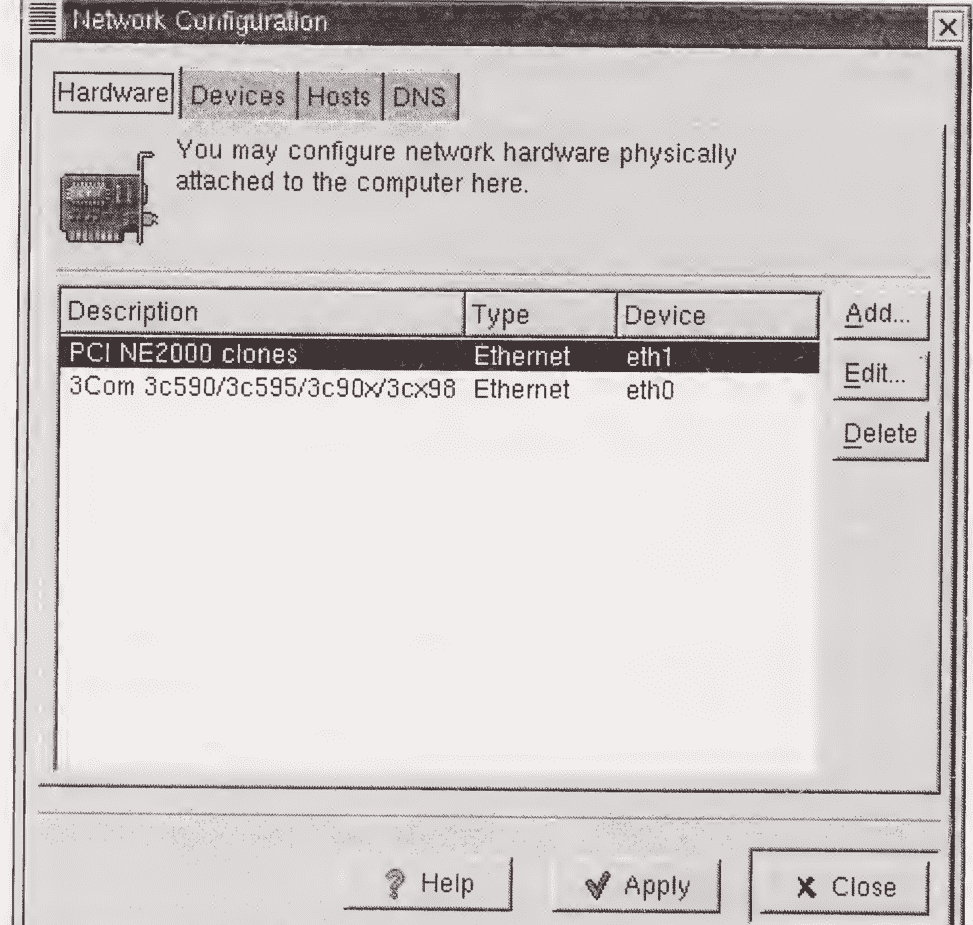 Network Configuration
Hardware Devices Hosts DNS
You may configure network hardware physically
attached to the computer here.
Description Type Device Add...
PCI NE2000 clones Ethernet eth1
3Com 3c590/3c595/3c90x/3cx98 Ethernet eth0
Edit...
Delete
? Help Apply Close